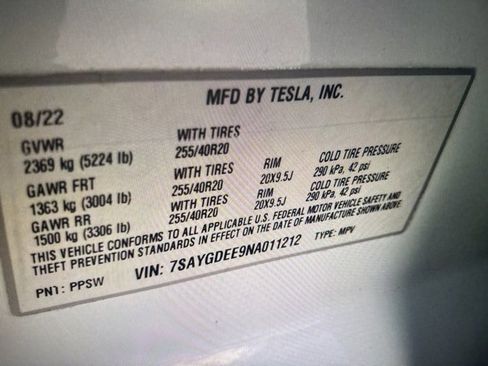 MFD BY TESLA, INC.
08/22
GVWR WITH TIRES
2369 kg (5224 lb) 255/40R20
GAWR FRT WITH TIRES RIM COLD TIRE PRESSURE
1363 kg (3004 lb) 255/40R20 20X9.5J 290 kPa, 42 psi
GAWR RR WITH TIRES RIM COLD TIRE PRESSURE
1500 kg (3306 lb) 255/40R20 20X9.5J 290 kPa, 42 psi
THIS VEHICLE CONFORMS TO ALL APPLICABLE U.S. FEDERAL MOTOR VEHICLE SAFETY AND
THEFT PREVENTION STANDARDS IN EFFECT ON THE DATE OF MANUFACTURE SHOWN ABOVE.
PN1: PPSW VIN: 7SAYGDEE9NA011212 TYPE: MPV